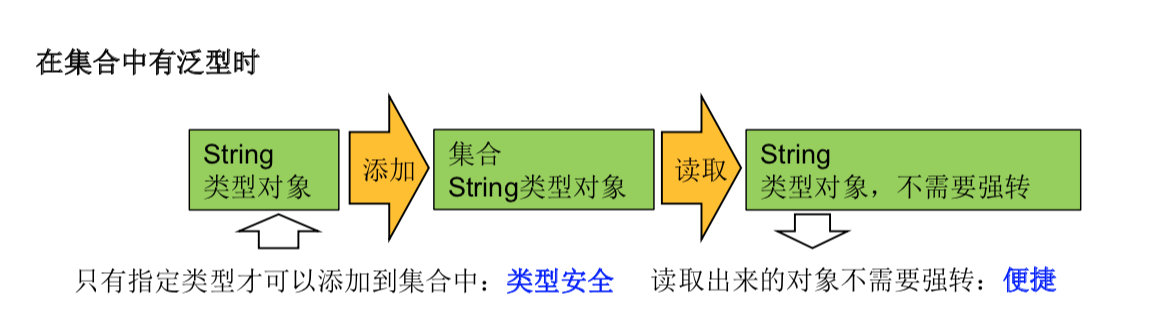 在集合中有泛型时
String
类型对象
添加
集合
String类型对象
读取
String
类型对象，不需要强转
只有指定类型才可以添加到集合中：类型安全
读取出来的对象不需要强转：便捷